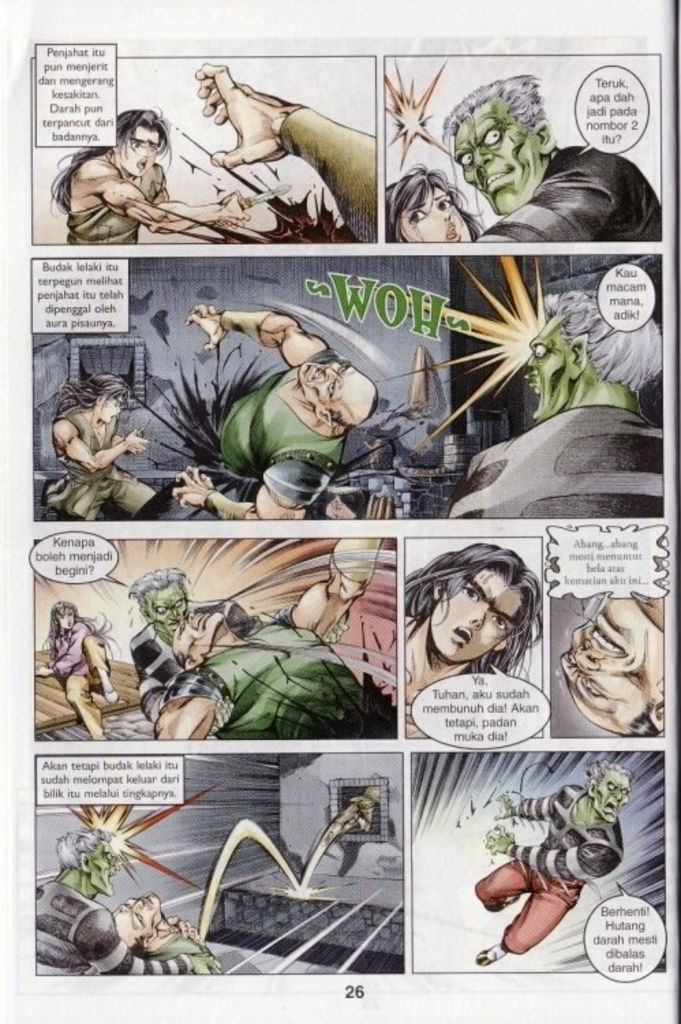 Penjahat itu
pun menjerit
dan mengerang
kesakitan.
Darah pun
terpancut dari
badannya.
Teruk,
apa dah
jadi pada
nombor 2
itu?
Budak lelaki itu
terpegun melihat
penjahat itu telah
dipenggal oleh
aura pisaunya.
WOH
Kau
macam
mana,
adik!
Kenapa
boleh menjadi
begini?
Ya,
Tuhan, aku sudah
membunuh dia! Akan
tetapi, padan
muka dia!
Abang...abang
mesti menuntut
bela atas
kematian aku ini...
Akan tetapi budak lelaki itu
sudah melompat keluar dari
bilik itu melalui tingkapnya.
Berhenti!
Hutang
darah mesti
dibalas
darah!
26